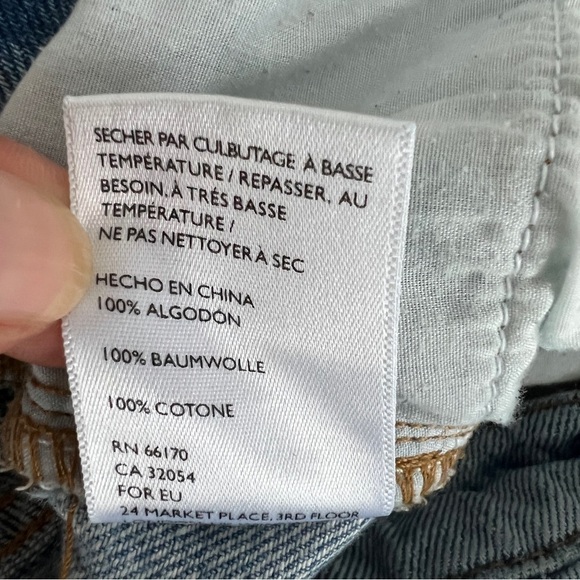 SECHER PAR CULBUTAGE À BASSE
TEMPÉRATURE / REPASSER, AU
BESOIN, À TRÉS BASSE
TEMPÉRATURE /
NE PAS NETTOYER À SEC
HECHO EN CHINA
100% ALGODÓN
100% BAUMWOLLE
100% COTONE
RN 66170
CA 32054
FOR EU
24 MARKET PLACE, 3RD FLOOR